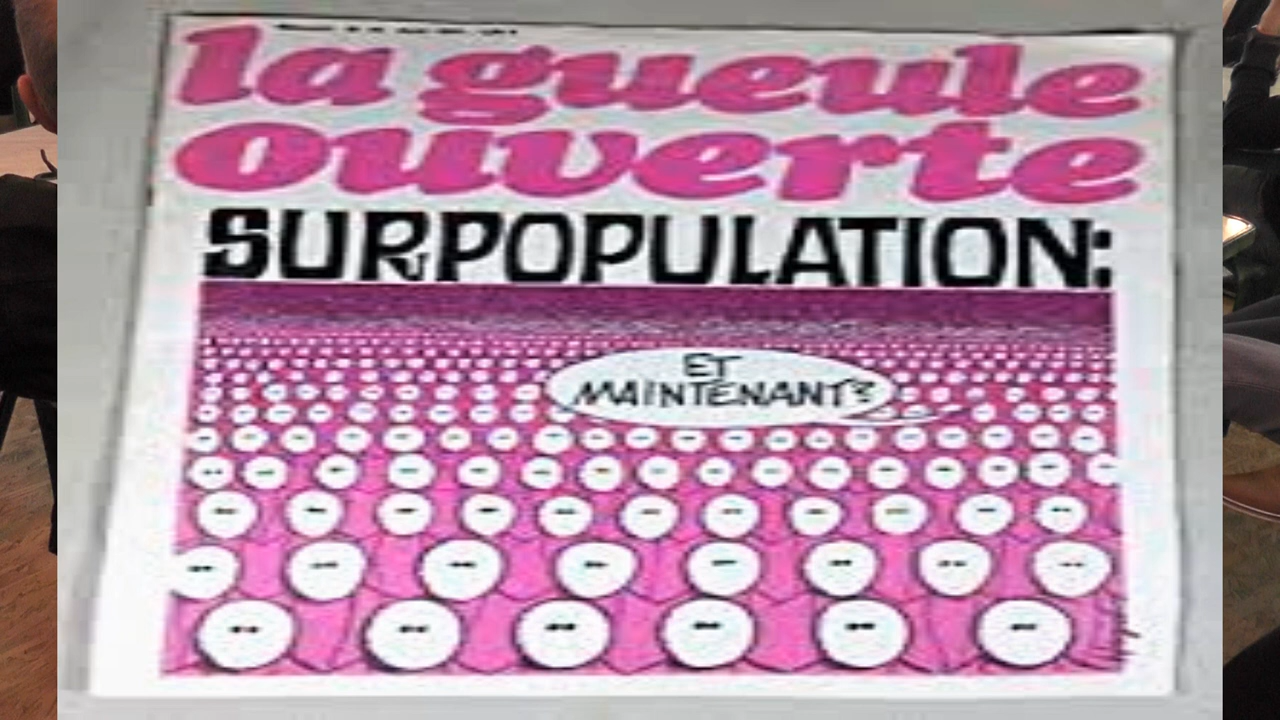 la gueule
ouverte
SURPOPULATION:
ET
MAINTENANT?